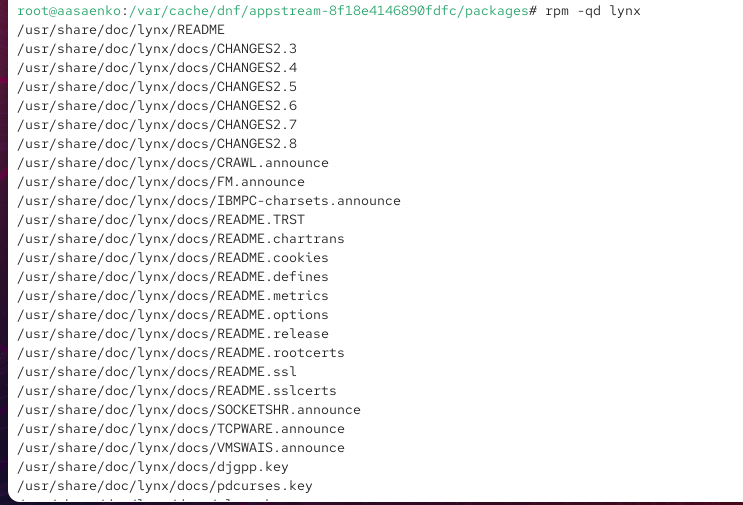 root@aasaenko:/var/cache/dnf/appstream-8f18e4146890fdfc/packages# rpm -qd lynx
/usr/share/doc/lynx/README
/usr/share/doc/lynx/docs/CHANGES2.3
/usr/share/doc/lynx/docs/CHANGES2.4
/usr/share/doc/lynx/docs/CHANGES2.5
/usr/share/doc/lynx/docs/CHANGES2.6
/usr/share/doc/lynx/docs/CHANGES2.7
/usr/share/doc/lynx/docs/CHANGES2.8
/usr/share/doc/lynx/docs/CRAWL.announce
/usr/share/doc/lynx/docs/FM.announce
/usr/share/doc/lynx/docs/IBMPC-charsets.announce
/usr/share/doc/lynx/docs/README.TRST
/usr/share/doc/lynx/docs/README.chartrans
/usr/share/doc/lynx/docs/README.cookies
/usr/share/doc/lynx/docs/README.defines
/usr/share/doc/lynx/docs/README.metrics
/usr/share/doc/lynx/docs/README.options
/usr/share/doc/lynx/docs/README.release
/usr/share/doc/lynx/docs/README.rootcerts
/usr/share/doc/lynx/docs/README.ssl
/usr/share/doc/lynx/docs/README.sslcerts
/usr/share/doc/lynx/docs/SOCKETSHR.announce
/usr/share/doc/lynx/docs/TCPWARE.announce
/usr/share/doc/lynx/docs/VMSWAIS.announce
/usr/share/doc/lynx/docs/djgpp.key
/usr/share/doc/lynx/docs/pdcurses.key